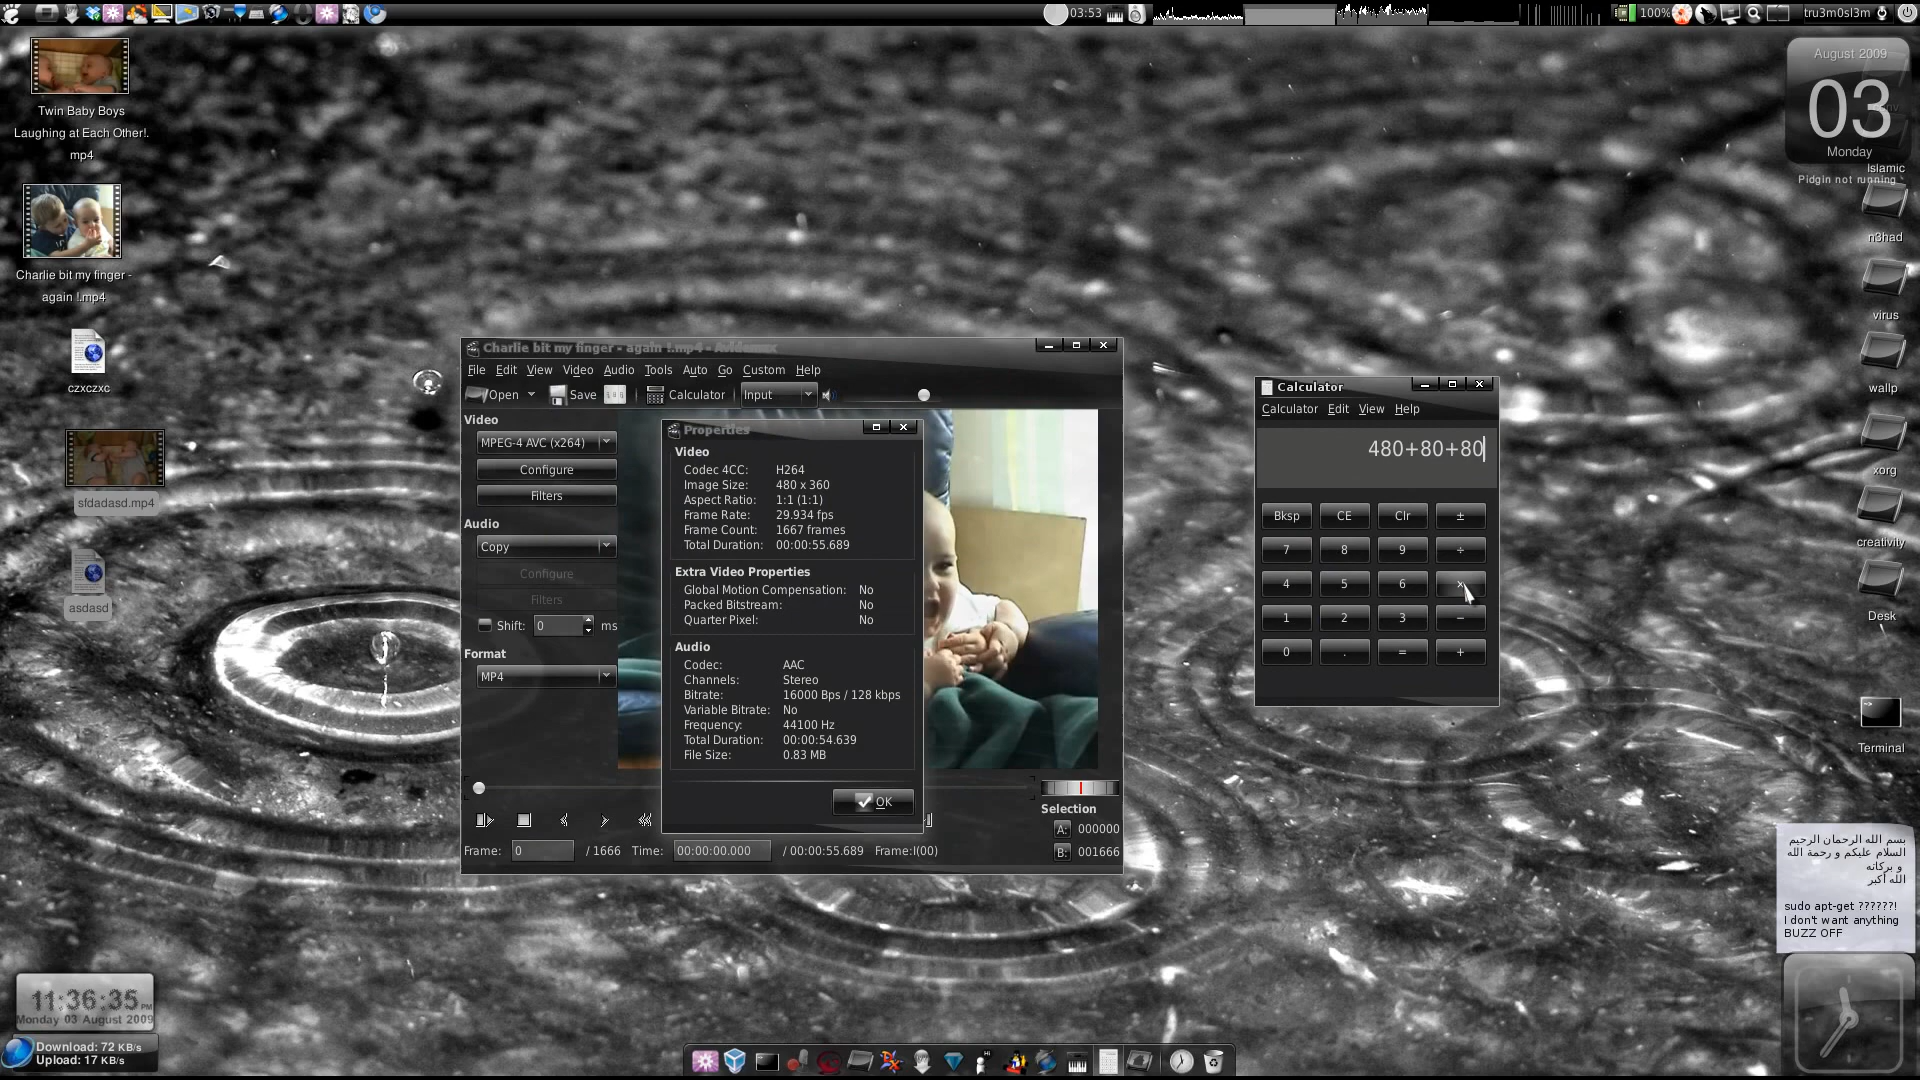 03:53
100%
tru3m0sl3m
Twin Baby Boys
Laughing at Each Other!.
mp4
Charlie bit my finger -
again !.mp4
czxczxc
sfdadasd.mp4
asdasd
August 2009
03
Monday
Islamic
Pidgin not running
n3had
virus
wallp
xorg
creativity
Desk
Terminal
Charlie bit my finger - again !.mp4 - Avidemux
File Edit View Video Audio Tools Auto Go Custom Help
Open Save Calculator Input
Video
MPEG-4 AVC (x264)
Configure
Filters
Audio
Copy
Configure
Filters
Shift: 0 ms
Format
MP4
Properties
Video
Codec 4CC: H264
Image Size: 480 x 360
Aspect Ratio: 1:1 (1:1)
Frame Rate: 29.934 fps
Frame Count: 1667 frames
Total Duration: 00:00:55.689
Extra Video Properties
Global Motion Compensation: No
Packed Bitstream: No
Quarter Pixel: No
Audio
Codec: AAC
Channels: Stereo
Bitrate: 16000 Bps / 128 kbps
Variable Bitrate: No
Frequency: 44100 Hz
Total Duration: 00:00:54.639
File Size: 0.83 MB
OK
Selection
A: 000000
B: 001666
Frame: 0 / 1666 Time: 00:00:00.000 / 00:00:55.689 Frame:I(00)
Calculator
Calculator Edit View Help
480+80+80
Bksp CE Clr ±
7 8 9 ÷
4 5 6 ×
1 2 3 −
0 . = +
بسم الله الرحمان الرحيم
السلام عليكم و رحمة الله
و بركاته
الله أكبر
sudo apt-get ??????!
I don't want anything
BUZZ OFF
11:36:35 PM
Monday 03 August 2009
Download: 72 KB/s
Upload: 17 KB/s